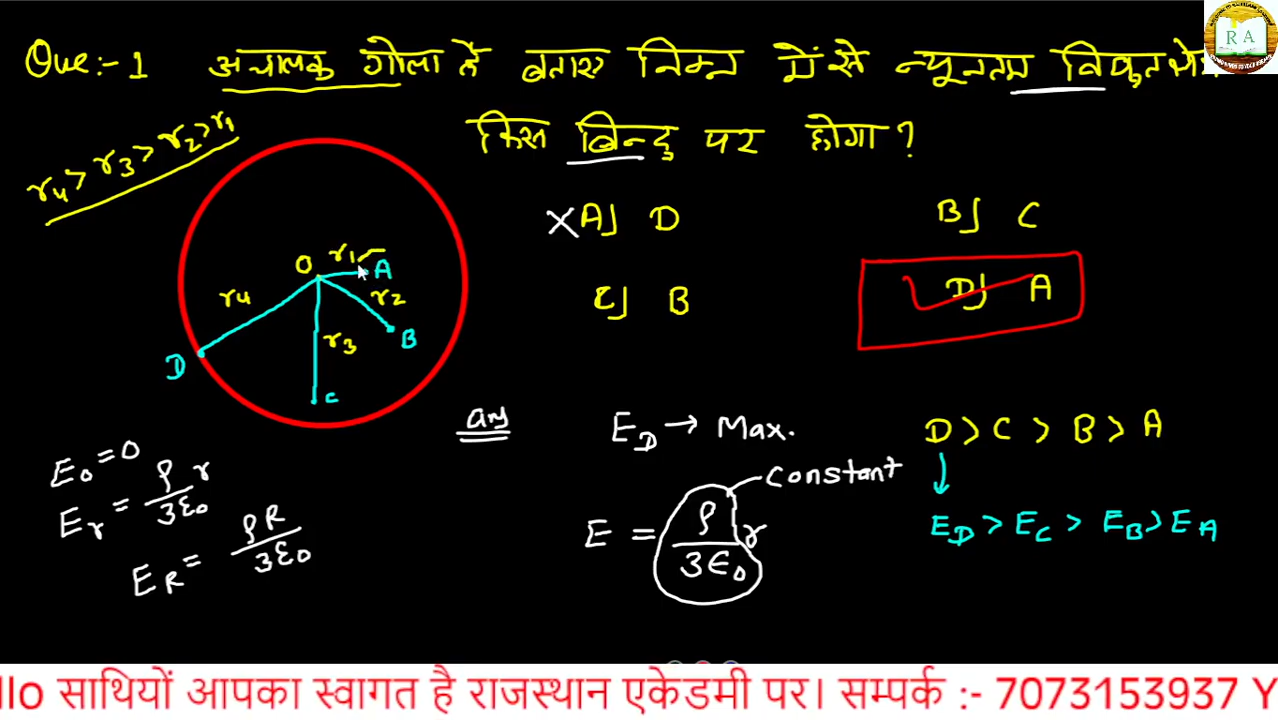 Que:- 1 अचालक गोला है बताए निम्न में से न्यूनतम विधुत क्षेत्र
किस बिन्दु पर होगा ?
RA
r4 > r3 > r2 > r1
X A] D
B] C
C] B
D] A
O r1 A
r4 r2
r3 B
D
C
Ans
ED → Max.
D > C > B > A
E0 = 0
Er = ρr/3ε0
ER = ρR/3ε0
Constant
E = ρ/3ε0 r
ED > EC > EB > EA
llo साथियों आपका स्वागत है राजस्थान एकेडमी पर। सम्पर्क :- 7073153937 Y